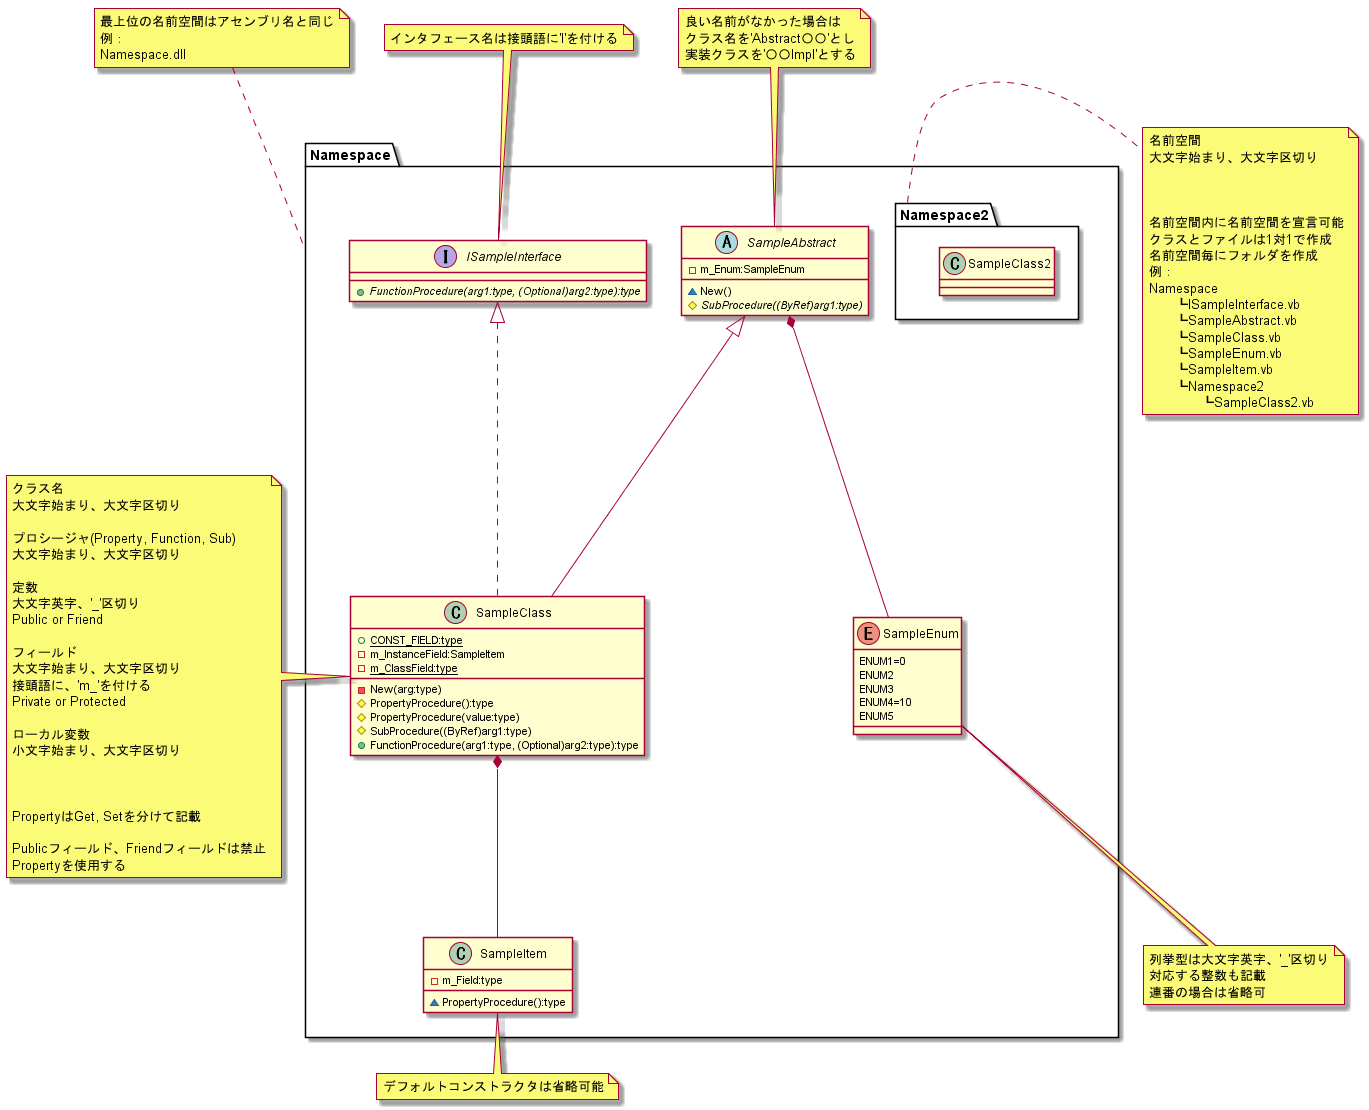 最上位の名前空間はアセンブリ名と同じ
例：
Namespace.dll
インタフェース名は接頭語に'I'を付ける
良い名前がなかった場合は
クラス名を'Abstract〇〇'とし
実装クラスを'〇〇Impl'とする
名前空間
大文字始まり、大文字区切り
名前空間内に名前空間を宣言可能
クラスとファイルは1対1で作成
名前空間毎にフォルダを作成
例：
Namespace
┗ISampleInterface.vb
┗SampleAbstract.vb
┗SampleClass.vb
┗SampleEnum.vb
┗SampleItem.vb
┗Namespace2
┗SampleClass2.vb
Namespace
I ISampleInterface
FunctionProcedure(arg1:type, (Optional)arg2:type):type
A SampleAbstract
m_Enum:SampleEnum
New()
SubProcedure((ByRef)arg1:type)
Namespace2
C SampleClass2
クラス名
大文字始まり、大文字区切り
プロシージャ(Property, Function, Sub)
大文字始まり、大文字区切り
定数
大文字英字、'_'区切り
Public or Friend
フィールド
大文字始まり、大文字区切り
接頭語に、'm_'を付ける
Private or Protected
ローカル変数
小文字始まり、大文字区切り
PropertyはGet, Setを分けて記載
Publicフィールド、Friendフィールドは禁止
Propertyを使用する
C SampleClass
CONST_FIELD:type
m_InstanceField:SampleItem
m_ClassField:type
New(arg:type)
PropertyProcedure():type
PropertyProcedure(value:type)
SubProcedure((ByRef)arg1:type)
FunctionProcedure(arg1:type, (Optional)arg2:type):type
E SampleEnum
ENUM1=0
ENUM2
ENUM3
ENUM4=10
ENUM5
C SampleItem
m_Field:type
PropertyProcedure():type
列挙型は大文字英字、'_'区切り
対応する整数も記載
連番の場合は省略可
デフォルトコンストラクタは省略可能